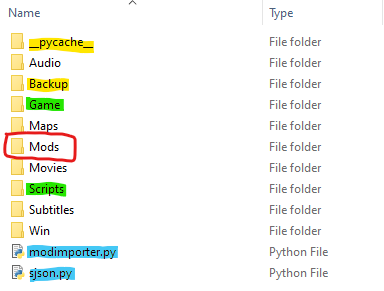 Name Type
__pycache__ File folder
Audio File folder
Backup File folder
Game File folder
Maps File folder
Mods File folder
Movies File folder
Scripts File folder
Subtitles File folder
Win File folder
modimporter.py Python File
sjson.py Python File